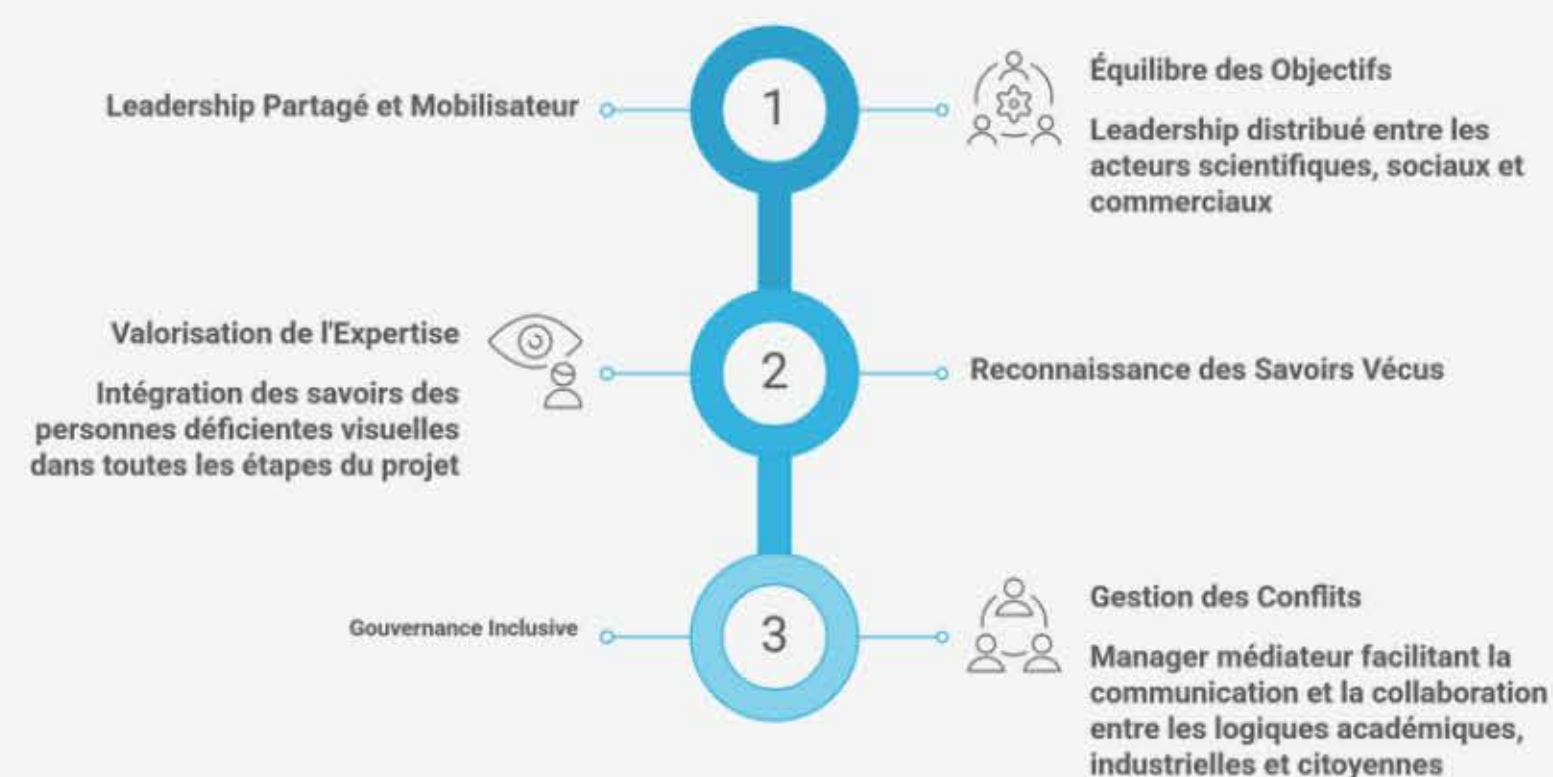 Leadership Partagé et Mobilisateur
1
Équilibre des Objectifs
Leadership distribué entre les
acteurs scientifiques, sociaux et
commerciaux
Valorisation de l'Expertise
Intégration des savoirs des
personnes déficientes visuelles
dans toutes les étapes du projet
2
Reconnaissance des Savoirs Vécus
Gouvernance Inclusive
3
Gestion des Conflits
Manager médiateur facilitant la
communication et la collaboration
entre les logiques académiques,
industrielles et citoyennes